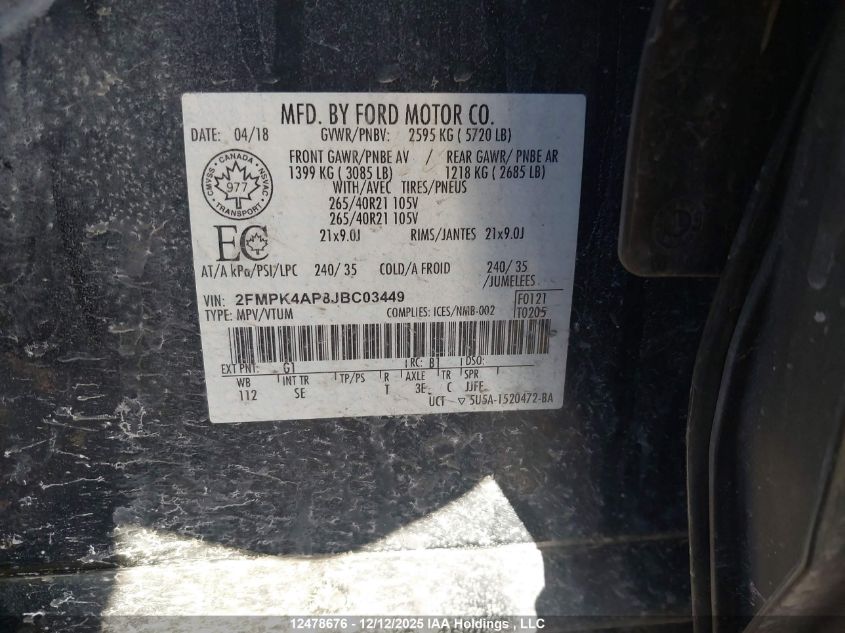 MFD. BY FORD MOTOR CO.
DATE: 04/18 GVWR/PNBV: 2595 KG ( 5720 LB)
FRONT GAWR/PNBE AV / REAR GAWR/ PNBE AR
1399 KG ( 3085 LB) 1218 KG ( 2685 LB)
WITH/AVEC TIRES/PNEUS
265/40R21 105V
265/40R21 105V
21x9.0J RIMS/JANTES 21x9.0J
CANADA
CMVSS 977 NSVAC
TRANSPORT
EC
AT/A kPa/PSI/LPC 240/ 35 COLD/A FROID 240/ 35
/JUMELEES
VIN: 2FMPK4AP8JBC03449 F0121
TYPE: MPV/VTUM COMPLIES: ICES/NMB-002 T0205
EXT PNT: G1 RC: B1 DSO:
WB INT TR TP/PS R AXLE TR SPR
112 SE T 3E C JJFE
UCT ▽ 5U5A-1520472-BA
12478676 - 12/12/2025 IAA Holdings , LLC